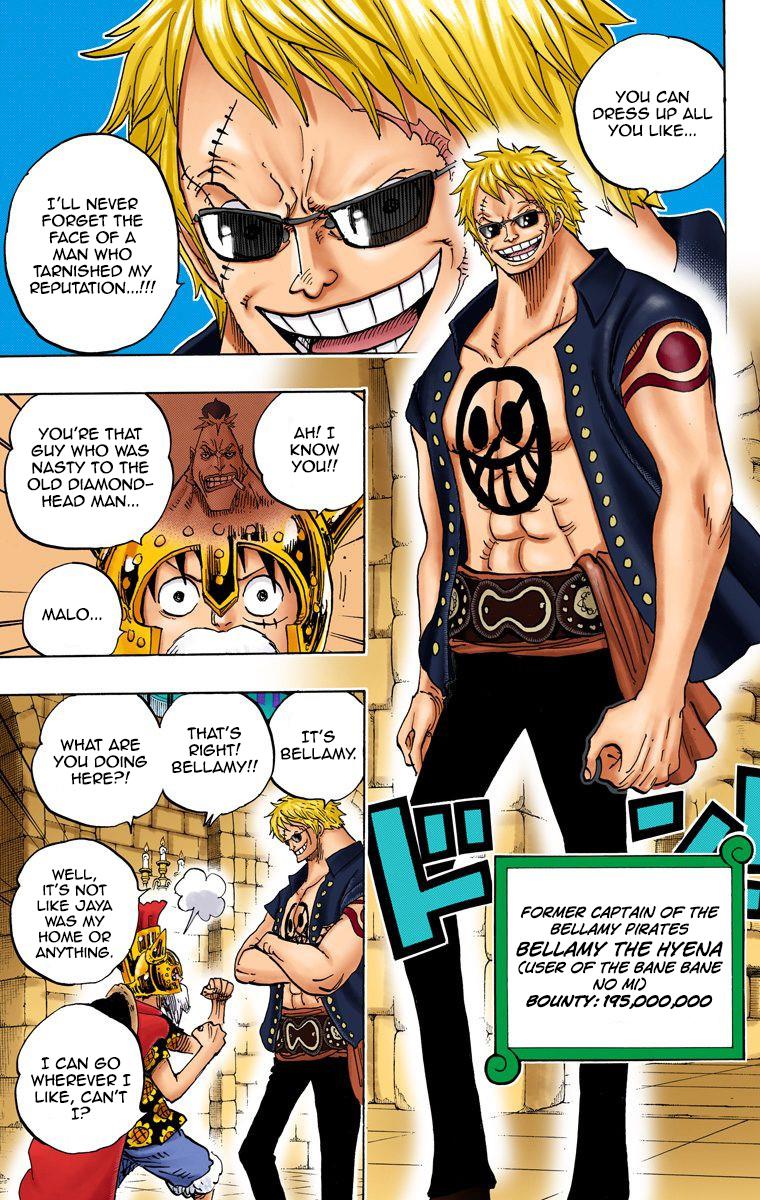 YOU CAN
DRESS UP ALL
YOU LIKE...
I'LL NEVER
FORGET THE
FACE OF A
MAN WHO
TARNISHED MY
REPUTATION...!!!
AH! I
KNOW
YOU!!
YOU'RE THAT
GUY WHO WAS
NASTY TO THE
OLD DIAMOND-
HEAD MAN...
MALO...
IT'S
BELLAMY.
THAT'S
RIGHT!
BELLAMY!!
WHAT ARE
YOU DOING
HERE?!
WELL,
IT'S NOT
LIKE JAYA
WAS MY
HOME OR
ANYTHING.
I CAN GO
WHEREVER I
LIKE, CAN'T
I?
ドン
FORMER CAPTAIN OF THE
BELLAMY PIRATES
BELLAMY THE HYENA
(USER OF THE BANE BANE
NO MI)
BOUNTY: 195,000,000